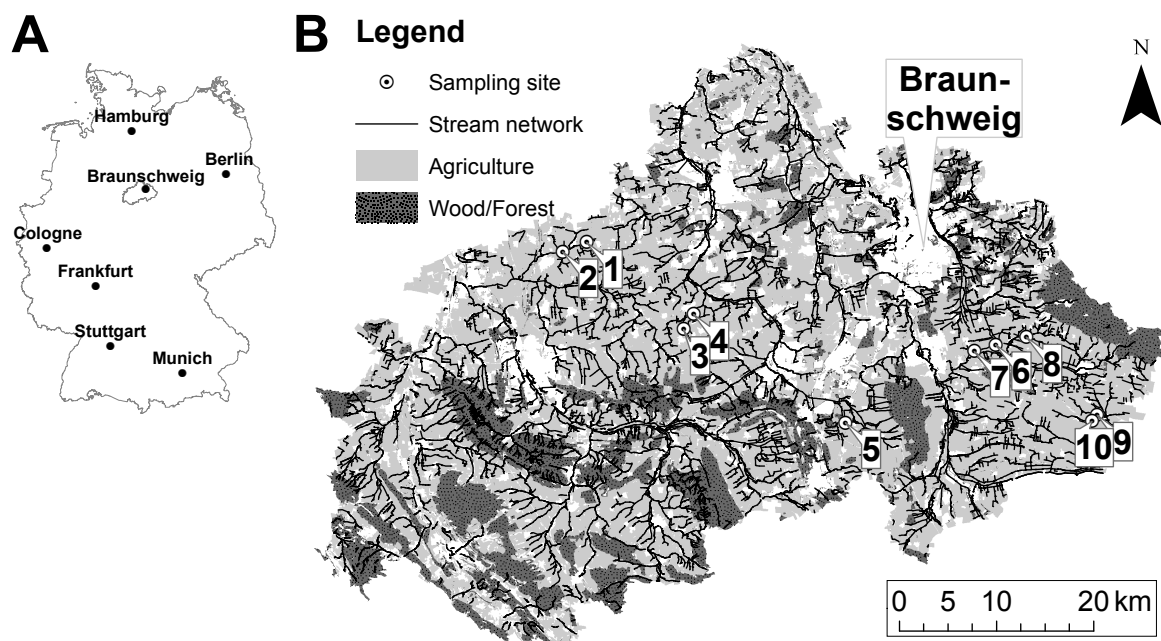 A
Hamburg
Berlin
Braunschweig
Cologne
Frankfurt
Stuttgart
Munich
B
Legend
Sampling site
Stream network
Agriculture
Wood/Forest
Braun-
schweig
N
1
2
3
4
5
6
7
8
9
10
0 5 10 20 km